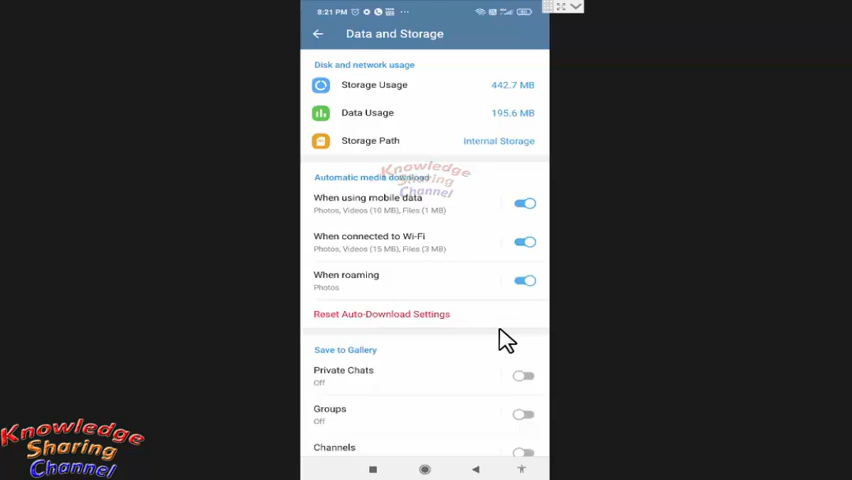 8:21 PM
Data and Storage
Disk and network usage
Storage Usage
442.7 MB
Data Usage
195.6 MB
Storage Path
Internal Storage
Automatic media download
Knowledge
Sharing
Channel
When using mobile data
Photos, Videos (10 MB), Files (1 MB)
When connected to Wi-Fi
Photos, Videos (15 MB), Files (3 MB)
When roaming
Photos
Reset Auto-Download Settings
Save to Gallery
Private Chats
Off
Groups
Off
Channels
Knowledge
Sharing
Channel